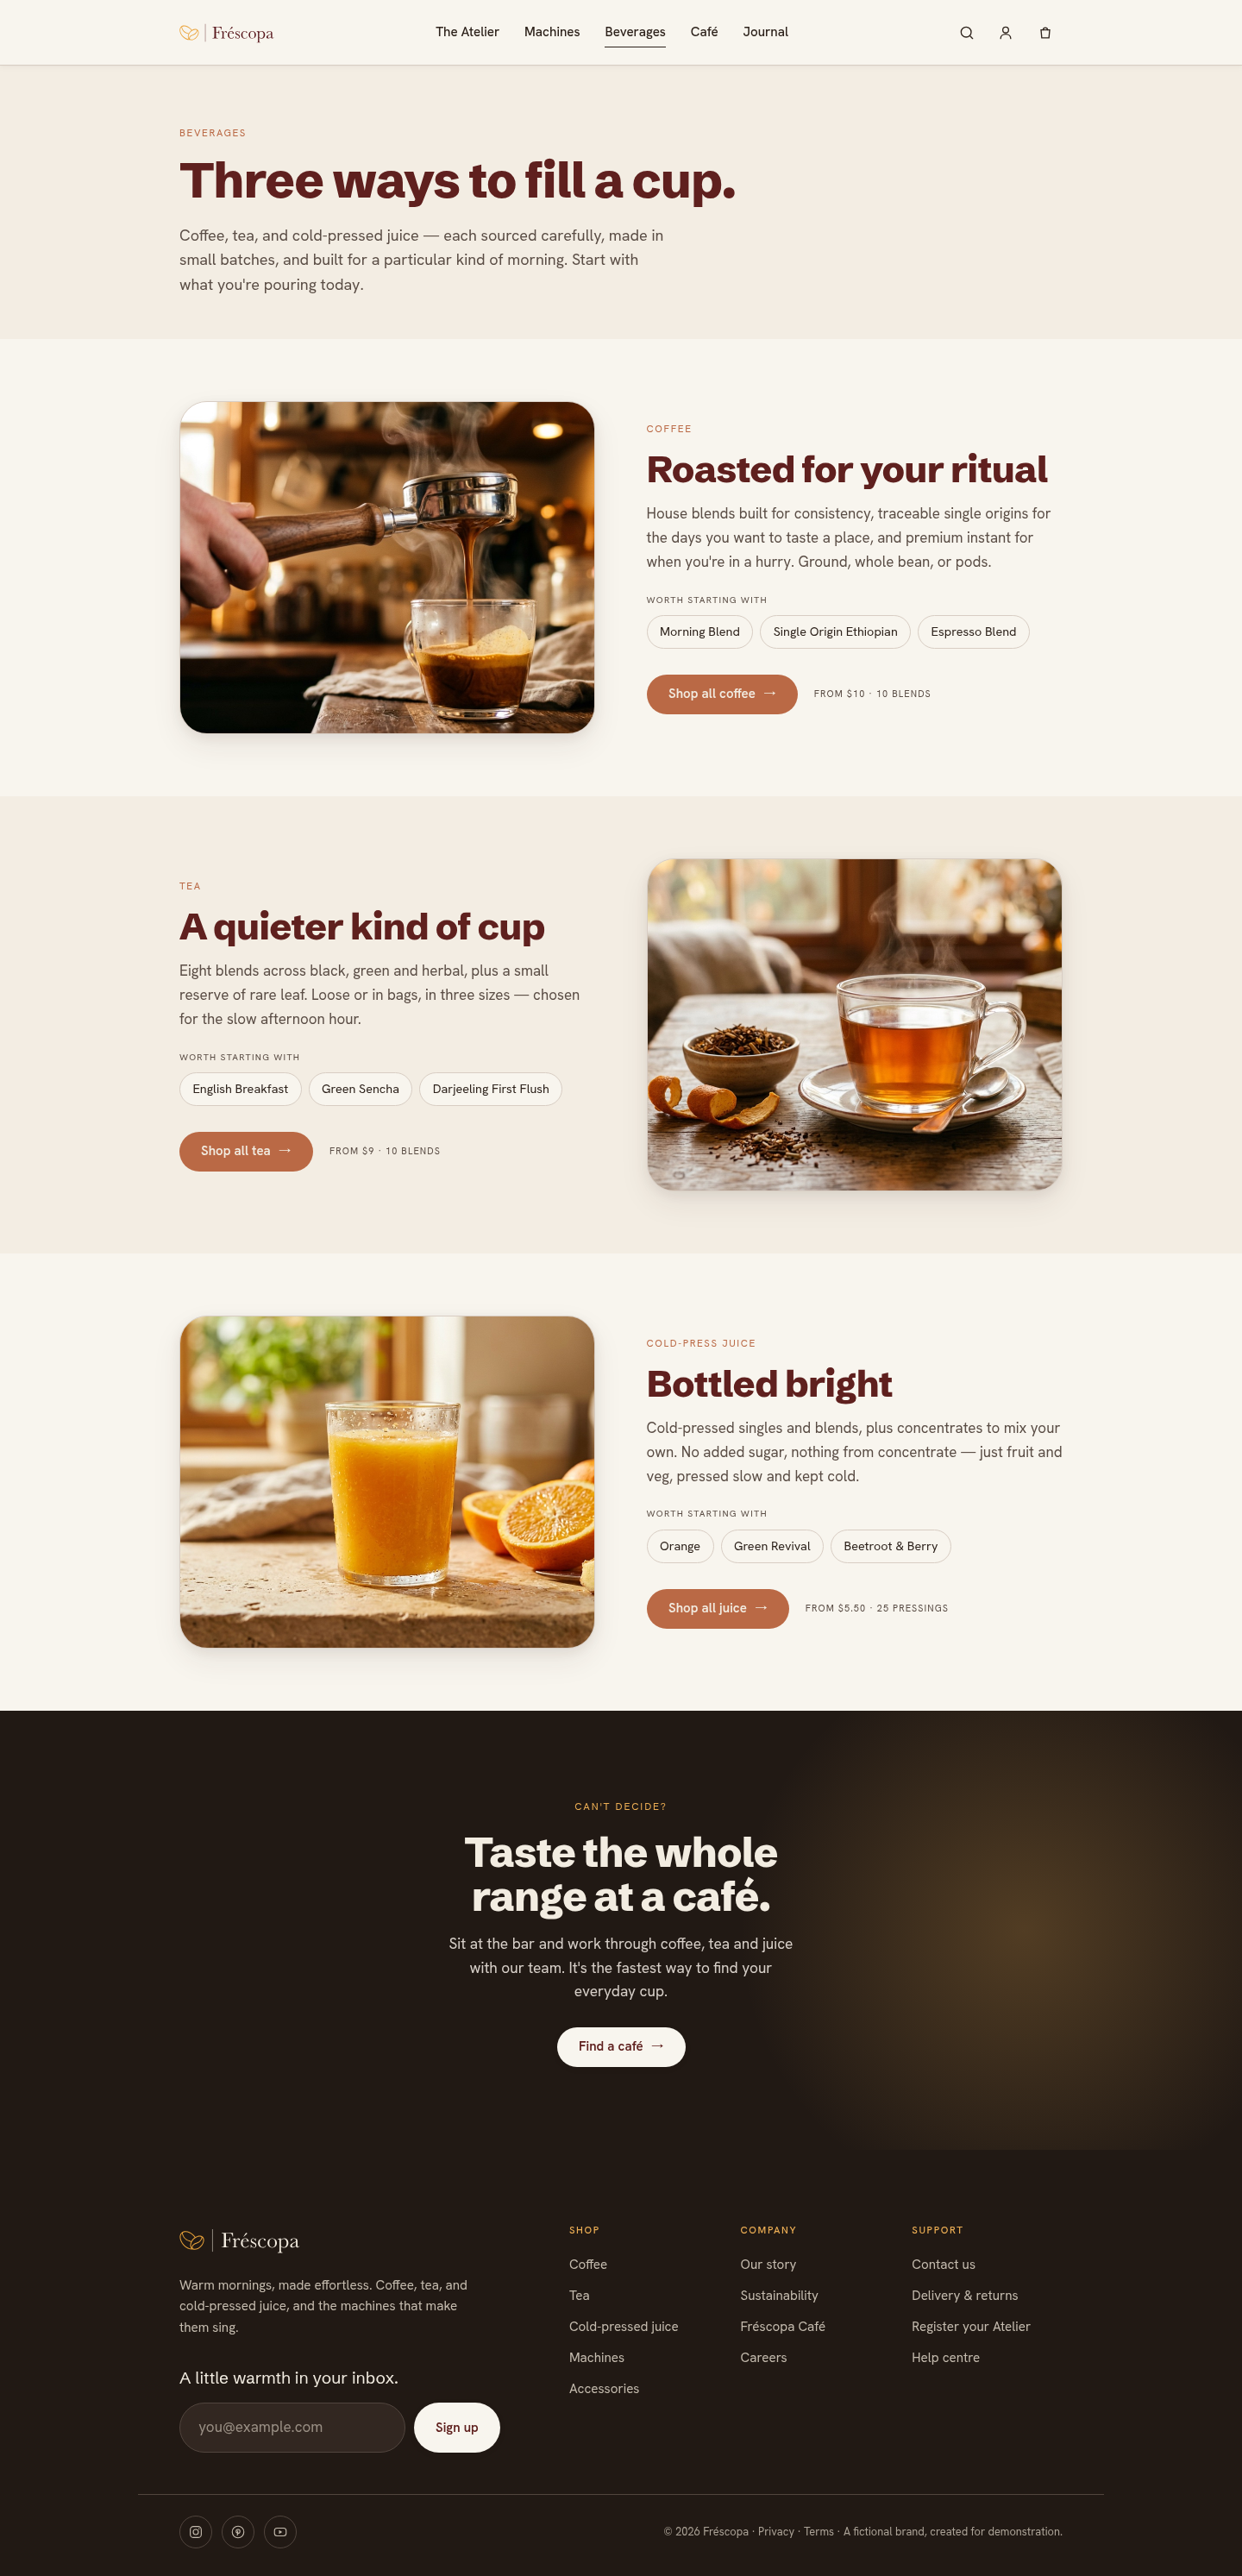 Fréscopa
The Atelier Machines Beverages Café Journal
BEVERAGES
Three ways to fill a cup.
Coffee, tea, and cold-pressed juice — each sourced carefully, made in
small batches, and built for a particular kind of morning. Start with
what you're pouring today.
COFFEE
Roasted for your ritual
House blends built for consistency, traceable single origins for
the days you want to taste a place, and premium instant for
when you're in a hurry. Ground, whole bean, or pods.
WORTH STARTING WITH
Morning Blend Single Origin Ethiopian Espresso Blend
Shop all coffee → FROM $10 · 10 BLENDS
TEA
A quieter kind of cup
Eight blends across black, green and herbal, plus a small
reserve of rare leaf. Loose or in bags, in three sizes — chosen
for the slow afternoon hour.
WORTH STARTING WITH
English Breakfast Green Sencha Darjeeling First Flush
Shop all tea → FROM $9 · 10 BLENDS
COLD-PRESS JUICE
Bottled bright
Cold-pressed singles and blends, plus concentrates to mix your
own. No added sugar, nothing from concentrate — just fruit and
veg, pressed slow and kept cold.
WORTH STARTING WITH
Orange Green Revival Beetroot & Berry
Shop all juice → FROM $5.50 · 25 PRESSINGS
CAN'T DECIDE?
Taste the whole
range at a café.
Sit at the bar and work through coffee, tea and juice
with our team. It's the fastest way to find your
everyday cup.
Find a café →
Fréscopa
Warm mornings, made effortless. Coffee, tea, and
cold-pressed juice, and the machines that make
them sing.
A little warmth in your inbox.
you@example.com Sign up
SHOP
Coffee
Tea
Cold-pressed juice
Machines
Accessories
COMPANY
Our story
Sustainability
Fréscopa Café
Careers
SUPPORT
Contact us
Delivery & returns
Register your Atelier
Help centre
© 2026 Fréscopa · Privacy · Terms · A fictional brand, created for demonstration.